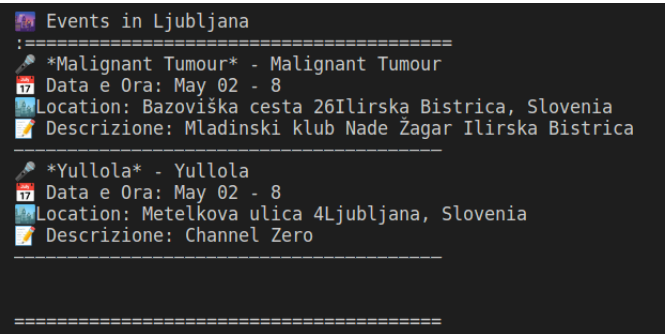 🌆 Events in Ljubljana
:========================================
🎤 *Malignant Tumour* - Malignant Tumour
📅 Data e Ora: May 02 - 8
🏙️Location: Bazoviška cesta 26Ilirska Bistrica, Slovenia
📝 Descrizione: Mladinski klub Nade Žagar Ilirska Bistrica
————————————————————————————————————————
🎤 *Yullola* - Yullola
📅 Data e Ora: May 02 - 8
🏙️Location: Metelkova ulica 4Ljubljana, Slovenia
📝 Descrizione: Channel Zero
————————————————————————————————————————
========================================